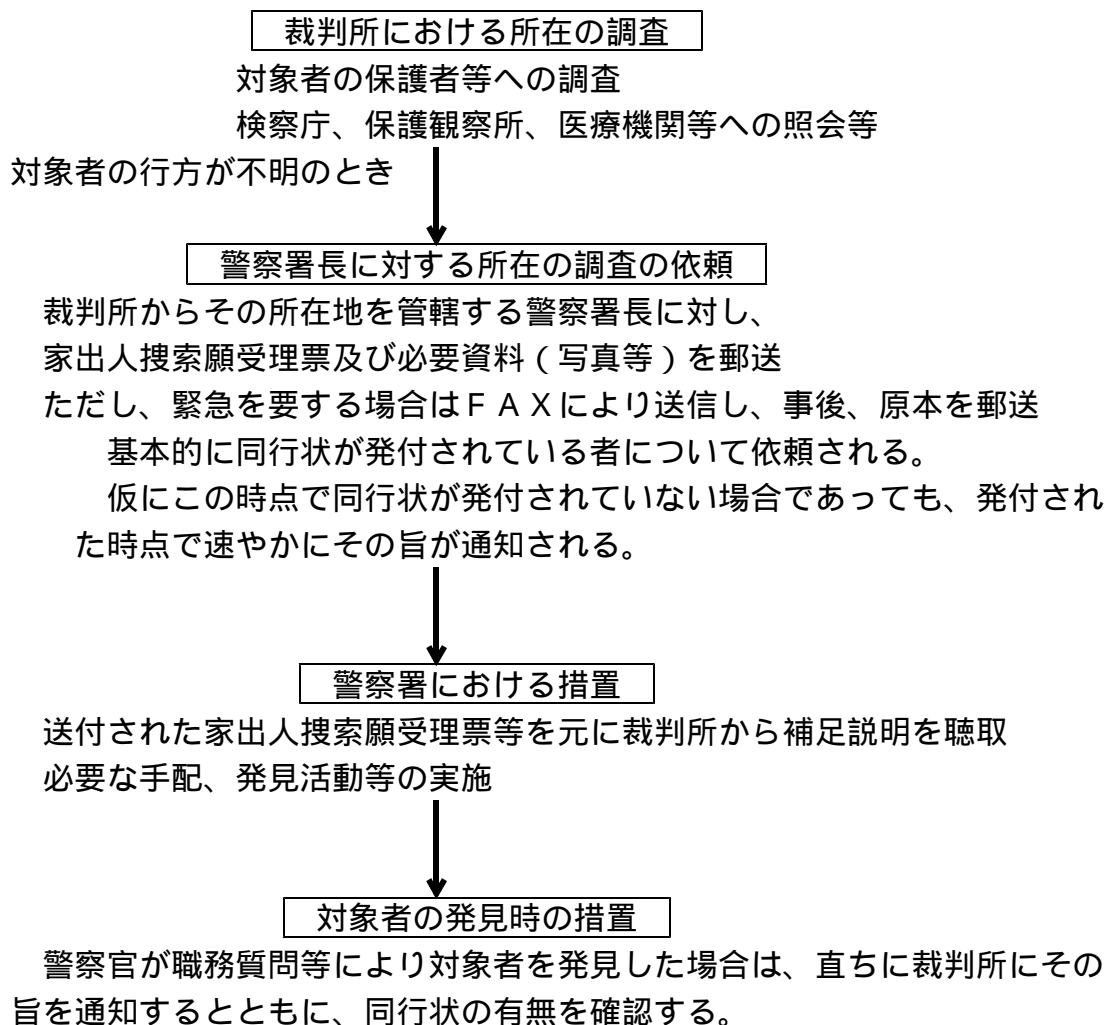 裁判所における所在の調査
対象者の保護者等への調査
検察庁、保護観察所、医療機関等への照会等
対象者の行方が不明のとき
警察署長に対する所在の調査の依頼
裁判所からその所在地を管轄する警察署長に対し、
家出人捜索願受理票及び必要資料(写真等)を郵送
ただし、緊急を要する場合はFAXにより送信し、事後、原本を郵送
基本的に同行状が発付されている者について依頼される。
仮にこの時点で同行状が発付されていない場合であっても、発付され
た時点で速やかにその旨が通知される。
警察署における措置
送付された家出人捜索願受理票等を元に裁判所から補足説明を聴取
必要な手配、発見活動等の実施
対象者の発見時の措置
警察官が職務質問等により対象者を発見した場合は、直ちに裁判所にその
旨を通知するとともに、同行状の有無を確認する。